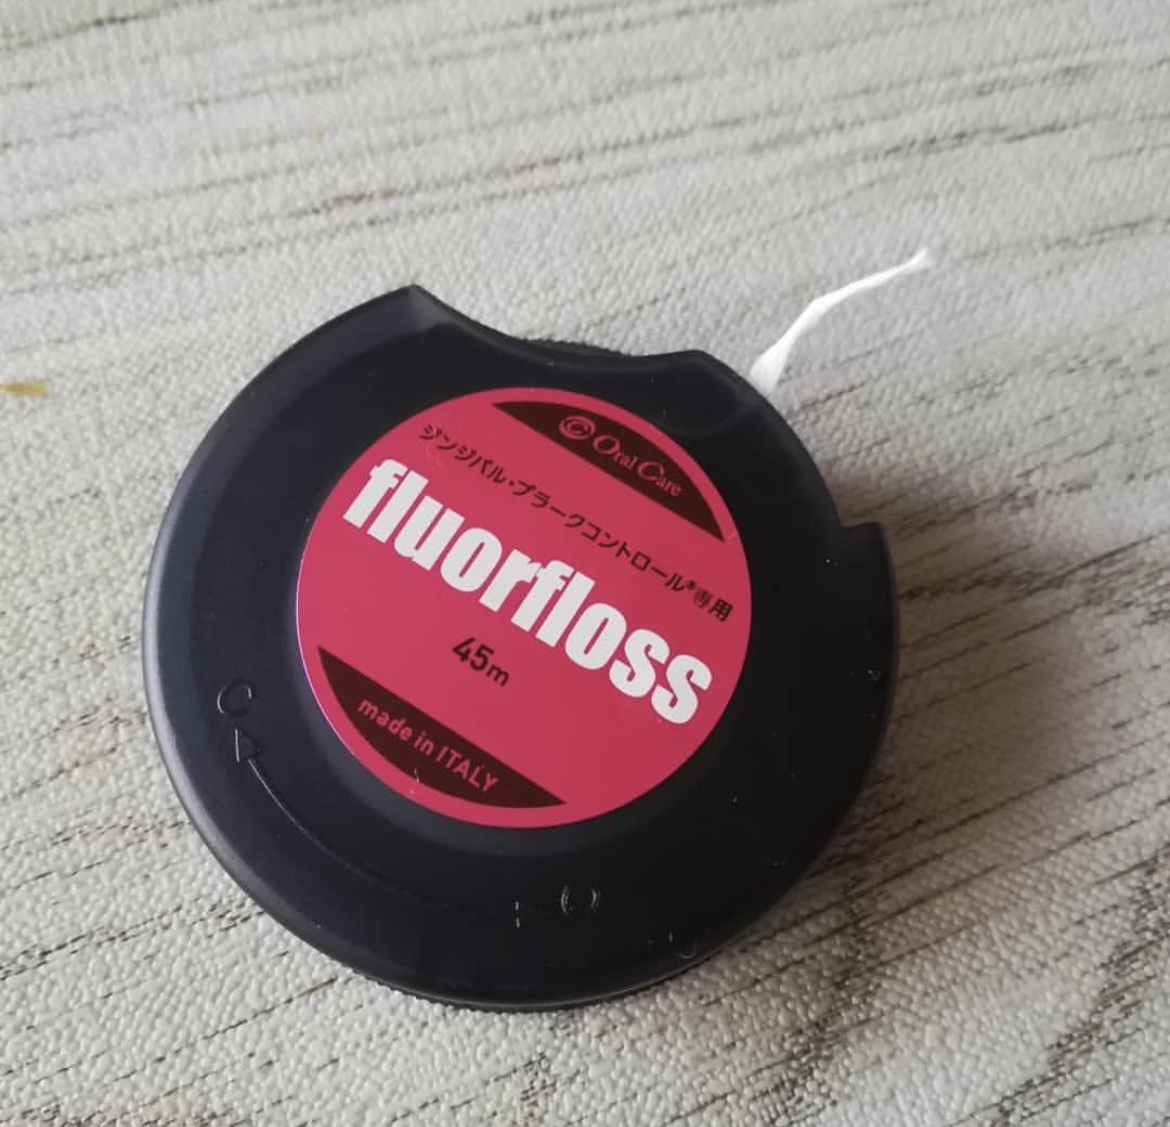 © Oral Care
ジンジバル・プラークコントロール®専用
fluorfloss
45m
made in ITALY